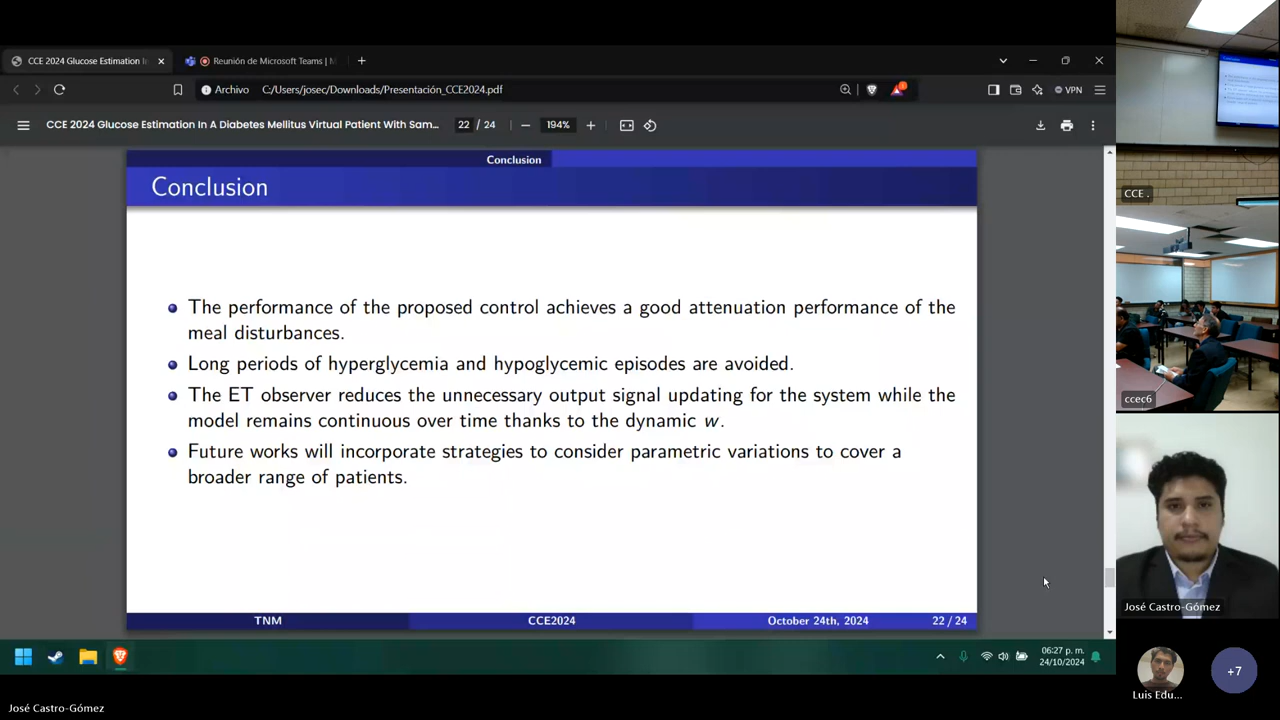 CCE 2024 Glucose Estimation In
Reunión de Microsoft Teams | M
Archivo
C:/Users/josec/Downloads/Presentación_CCE2024.pdf
VPN
CCE 2024 Glucose Estimation In A Diabetes Mellitus Virtual Patient With Sam...
22 / 24
194%
Conclusion
Conclusion
The performance of the proposed control achieves a good attenuation performance of the
meal disturbances.
Long periods of hyperglycemia and hypoglycemic episodes are avoided.
The ET observer reduces the unnecessary output signal updating for the system while the
model remains continuous over time thanks to the dynamic w.
Future works will incorporate strategies to consider parametric variations to cover a
broader range of patients.
TNM
CCE2024
October 24th, 2024
22 / 24
06:27 p. m.
24/10/2024
José Castro-Gómez
CCE .
ccec6
José Castro-Gómez
Luis Edu...
+7